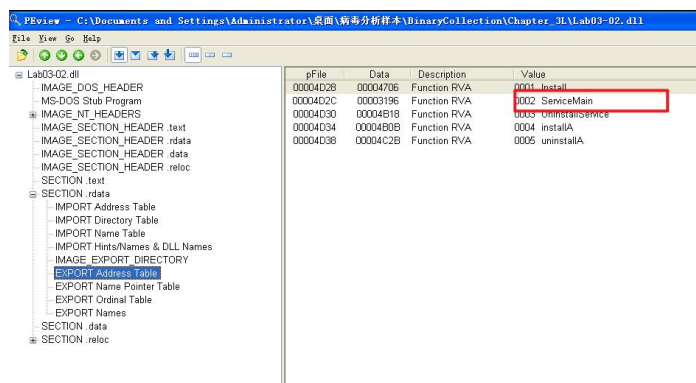 PEview - C:\Documents and Settings\Administrator\桌面\病毒分析样本\BinaryCollection\Chapter_3L\Lab03-02.dll
File View Go Help
Lab03-02.dll
IMAGE_DOS_HEADER
MS-DOS Stub Program
IMAGE_NT_HEADERS
IMAGE_SECTION_HEADER .text
IMAGE_SECTION_HEADER .rdata
IMAGE_SECTION_HEADER .data
IMAGE_SECTION_HEADER .reloc
SECTION .text
SECTION .rdata
IMPORT Address Table
IMPORT Directory Table
IMPORT Name Table
IMPORT Hints/Names & DLL Names
IMAGE_EXPORT_DIRECTORY
EXPORT Address Table
EXPORT Name Pointer Table
EXPORT Ordinal Table
EXPORT Names
SECTION .data
SECTION .reloc
pFile Data Description Value
00004D28 00004706 Function RVA 0001 Install
00004D2C 00003196 Function RVA 0002 ServiceMain
00004D30 00004B18 Function RVA 0003 UninstallService
00004D34 00004B0B Function RVA 0004 installA
00004D38 00004C2B Function RVA 0005 uninstallA